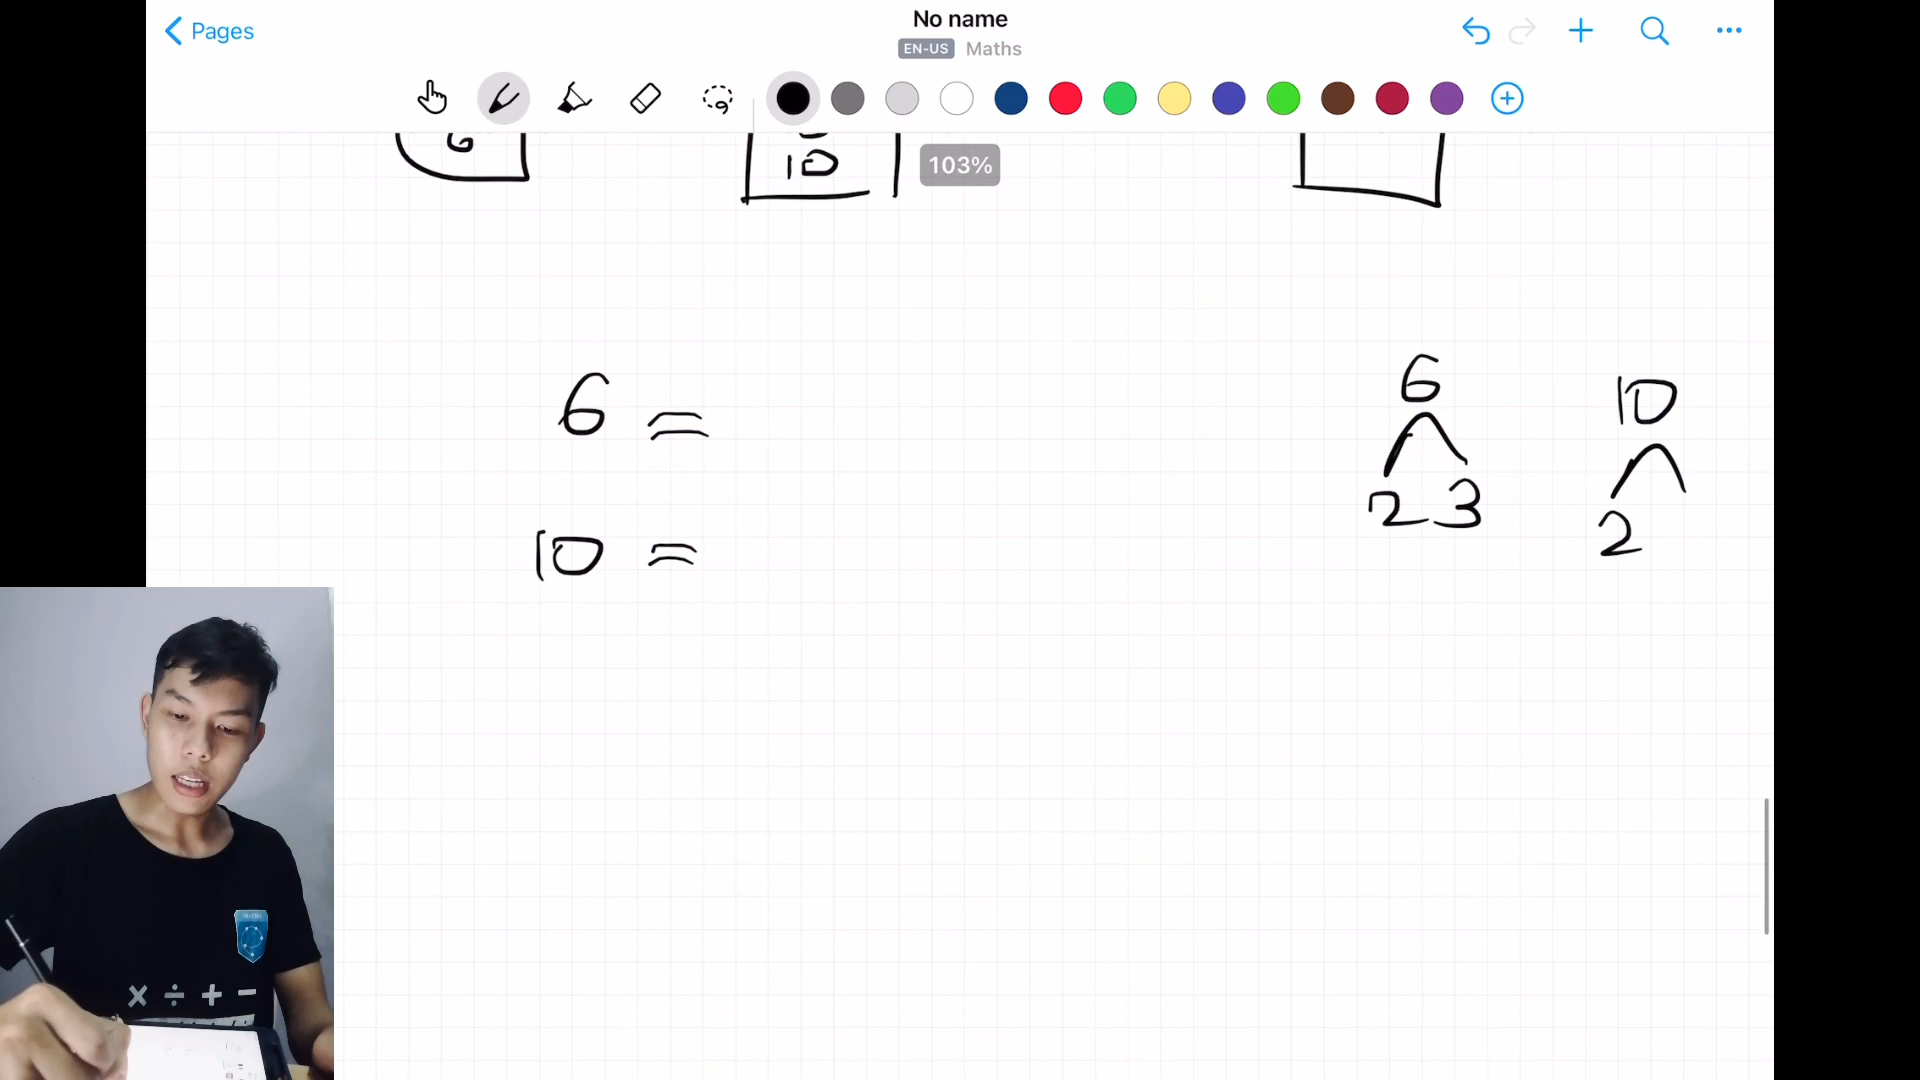 Pages
No name
EN-US Maths
6
10
103%
6 =
10 =
6
2 3
10
2
× ÷ + −